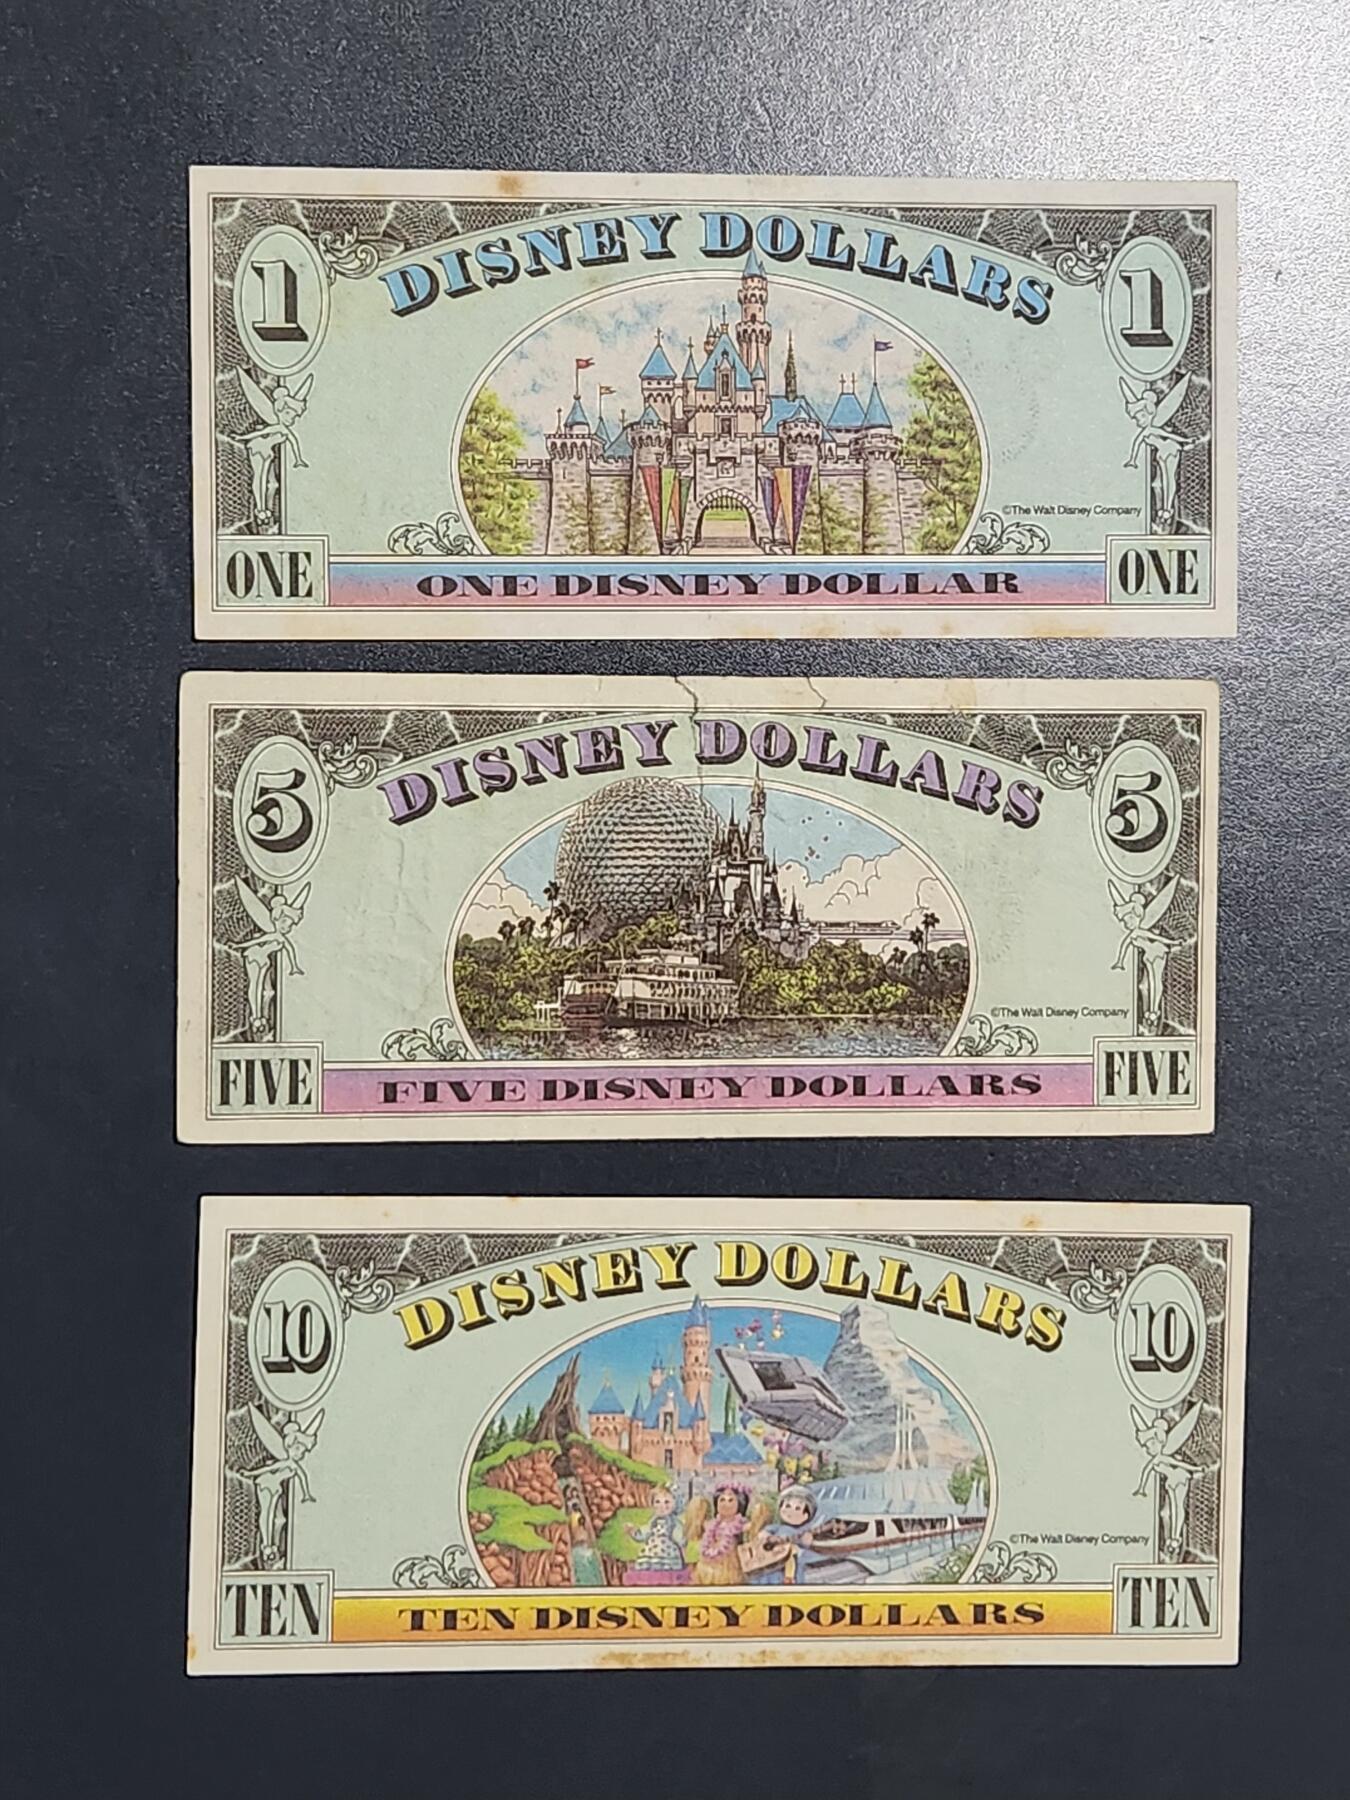 DISNEY DOLLARS
1 1
©The Walt Disney Company
ONE ONE DISNEY DOLLAR ONE
DISNEY DOLLARS
5 5
©The Walt Disney Company
FIVE FIVE DISNEY DOLLARS FIVE
DISNEY DOLLARS
10 10
©The Walt Disney Company
TEN TEN DISNEY DOLLARS TEN